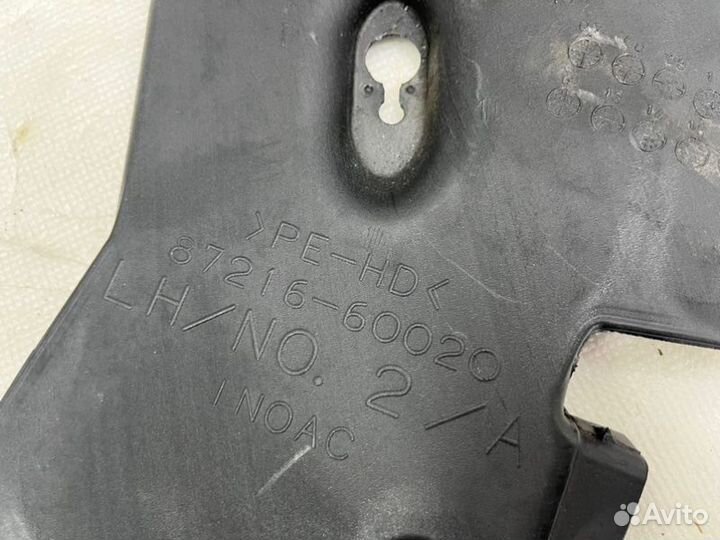 >PE-HD<
87216-60020
LH/NO. 2/A
INOAC
Avito